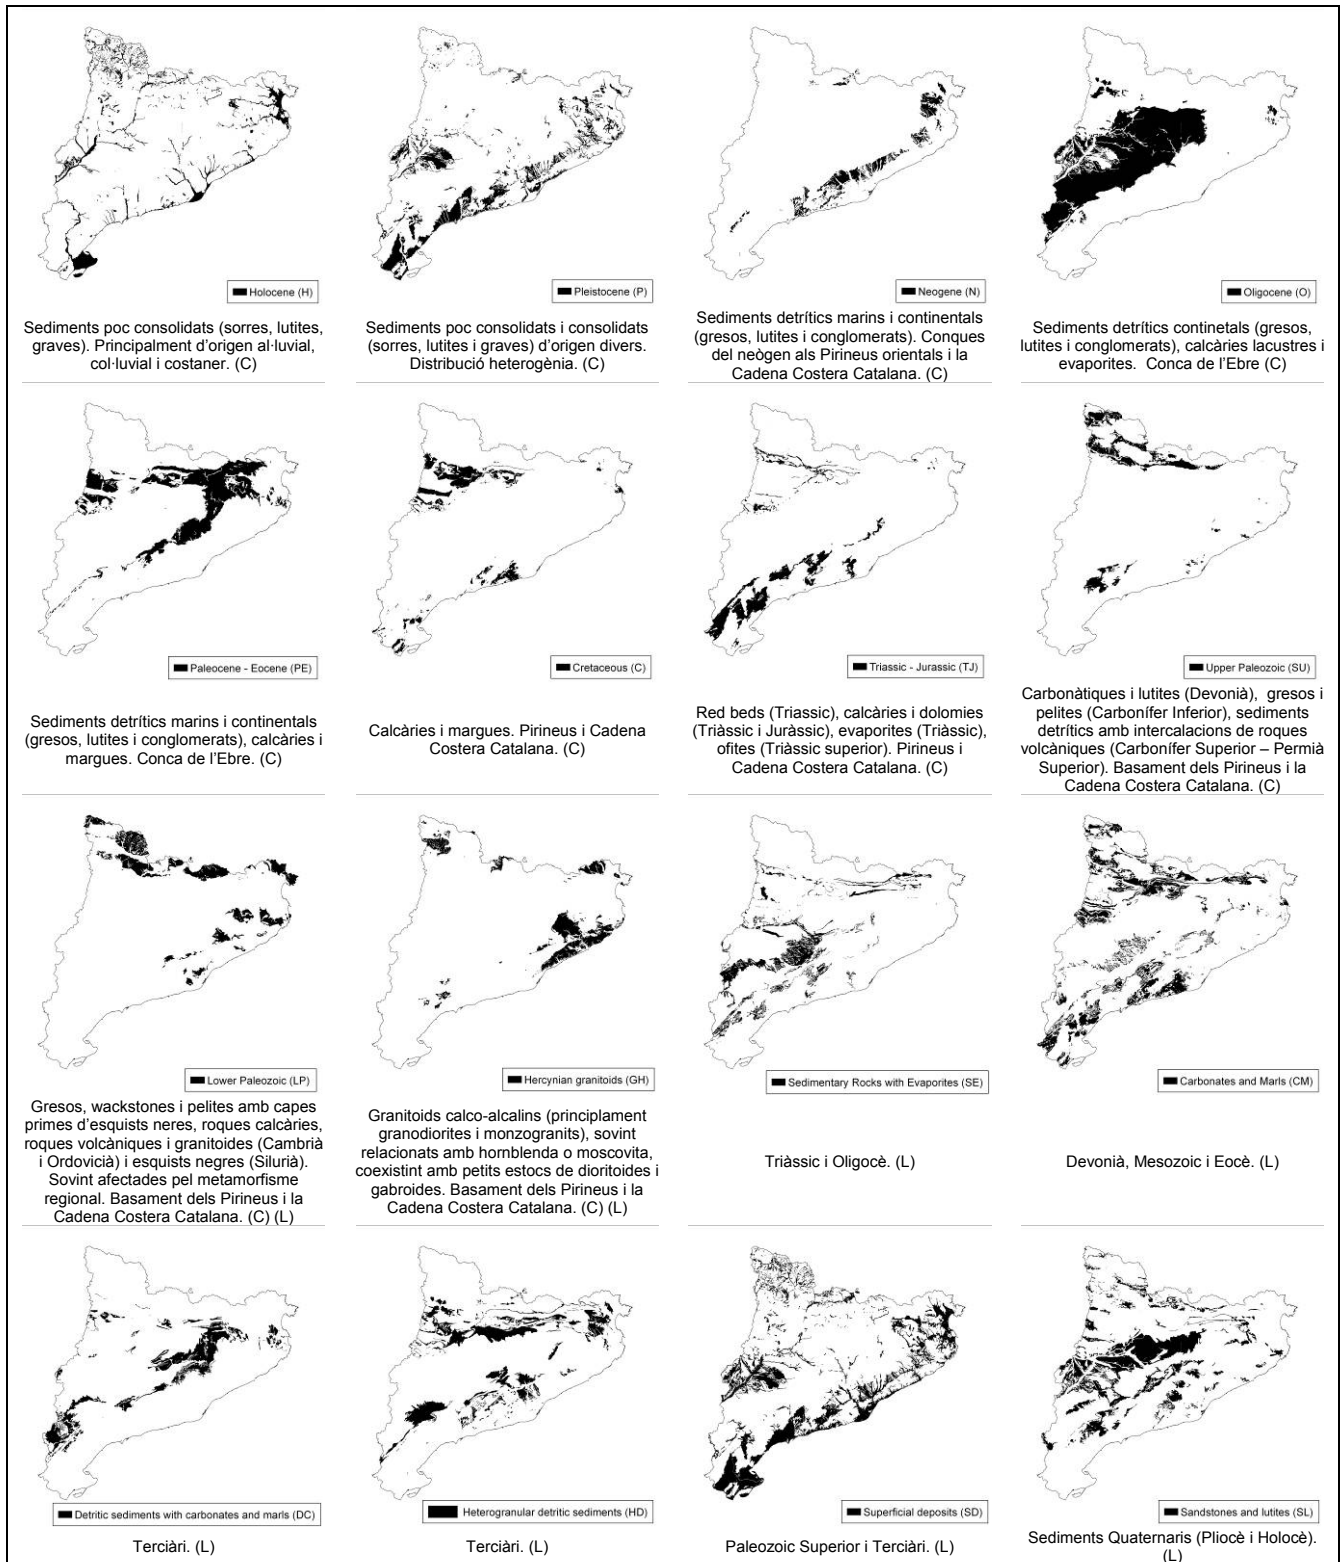 Holocene (H)
Sediments poc consolidats (sorres, lutites,
graves). Principalment d'origen al·luvial,
col·luvial i costaner. (C)
Pleistocene (P)
Sediments poc consolidats i consolidats
(sorres, lutites i graves) d'origen divers.
Distribució heterogènia. (C)
Neogene (N)
Sediments detrítics marins i continentals
(gresos, lutites i conglomerats). Conques
del neògen als Pirineus orientals i la
Cadena Costera Catalana. (C)
Oligocene (O)
Sediments detrítics continetals (gresos,
lutites i conglomerats), calcàries lacustres i
evaporites. Conca de l'Ebre (C)
Paleocene - Eocene (PE)
Sediments detrítics marins i continentals
(gresos, lutites i conglomerats), calcàries i
margues. Conca de l'Ebre. (C)
Cretaceous (C)
Calcàries i margues. Pirineus i Cadena
Costera Catalana. (C)
Triassic - Jurassic (TJ)
Red beds (Triassic), calcàries i dolomies
(Triàssic i Juràssic), evaporites (Triàssic),
ofites (Triàssic superior). Pirineus i
Cadena Costera Catalana. (C)
Upper Paleozoic (SU)
Carbonàtiques i lutites (Devonià), gresos i
pelites (Carbonífer Inferior), sediments
detrítics amb intercalacions de roques
volcàniques (Carbonífer Superior – Permià
Superior). Basament dels Pirineus i la
Cadena Costera Catalana. (C)
Lower Paleozoic (LP)
Gresos, wackstones i pelites amb capes
primes d'esquists neres, roques calcàries,
roques volcàniques i granitoides (Cambrià
i Ordovicià) i esquists negres (Silurià).
Sovint afectades pel metamorfisme
regional. Basament dels Pirineus i la
Cadena Costera Catalana. (C) (L)
Hercynian granitoids (GH)
Granitoids calco-alcalins (principlament
granodiorites i monzogranits), sovint
relacionats amb hornblenda o moscovita,
coexistint amb petits estocs de dioritoides i
gabroides. Basament dels Pirineus i la
Cadena Costera Catalana. (C) (L)
Sedimentary Rocks with Evaporites (SE)
Triàssic i Oligocè. (L)
Carbonates and Marls (CM)
Devonià, Mesozoic i Eocè. (L)
Detritic sediments with carbonates and marls (DC)
Terciàri. (L)
Heterogranular detritic sediments (HD)
Terciàri. (L)
Superficial deposits (SD)
Paleozoic Superior i Terciàri. (L)
Sandstones and lutites (SL)
Sediments Quaternaris (Pliocè i Holocè).
(L)